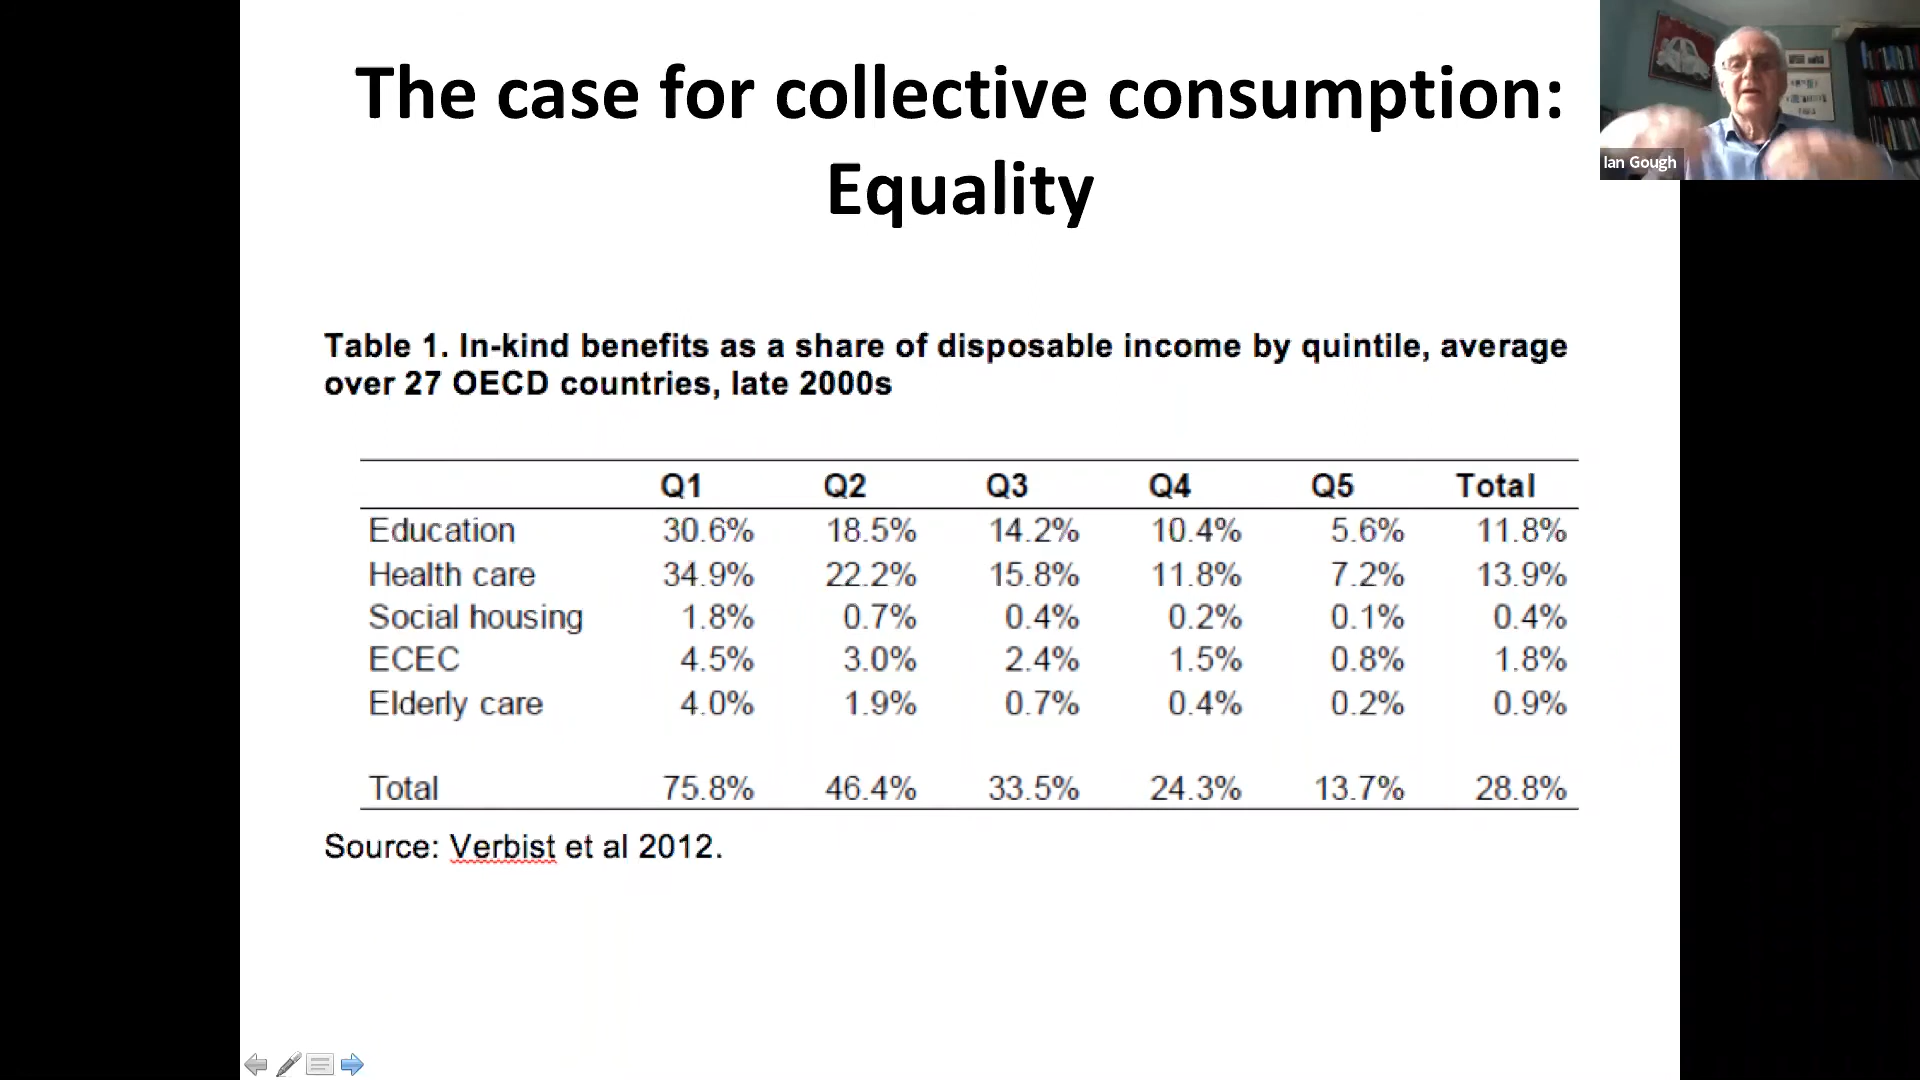 The case for collective consumption:
Equality
Ian Gough
Table 1. In-kind benefits as a share of disposable income by quintile, average
over 27 OECD countries, late 2000s
Q1 Q2 Q3 Q4 Q5 Total
Education 30.6% 18.5% 14.2% 10.4% 5.6% 11.8%
Health care 34.9% 22.2% 15.8% 11.8% 7.2% 13.9%
Social housing 1.8% 0.7% 0.4% 0.2% 0.1% 0.4%
ECEC 4.5% 3.0% 2.4% 1.5% 0.8% 1.8%
Elderly care 4.0% 1.9% 0.7% 0.4% 0.2% 0.9%
Total 75.8% 46.4% 33.5% 24.3% 13.7% 28.8%
Source: Verbist et al 2012.